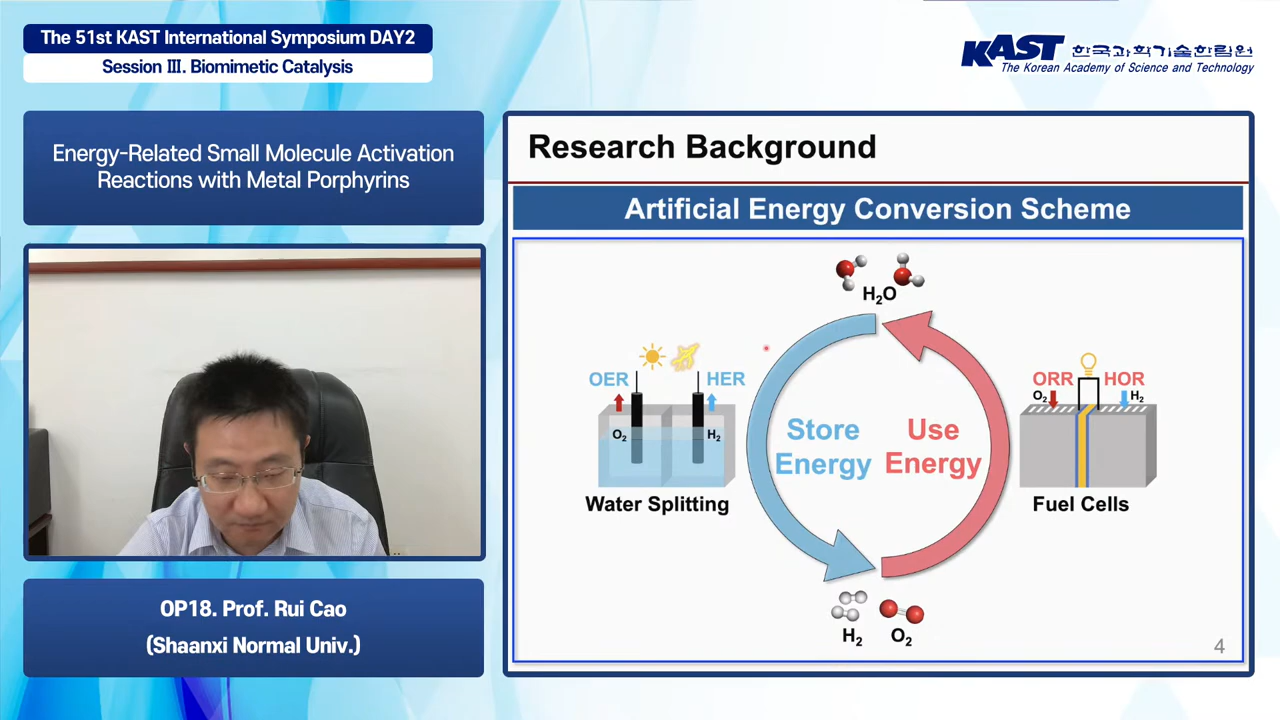 The 51st KAST International Symposium DAY2
Session Ⅲ. Biomimetic Catalysis
KAST 한국과학기술한림원
The Korean Academy of Science and Technology
Energy-Related Small Molecule Activation
Reactions with Metal Porphyrins
OP18. Prof. Rui Cao
(Shaanxi Normal Univ.)
Research Background
Artificial Energy Conversion Scheme
H₂O
OER
HER
O₂
H₂
Water Splitting
Store
Energy
Use
Energy
ORR
HOR
O₂
H₂
Fuel Cells
H₂
O₂
4